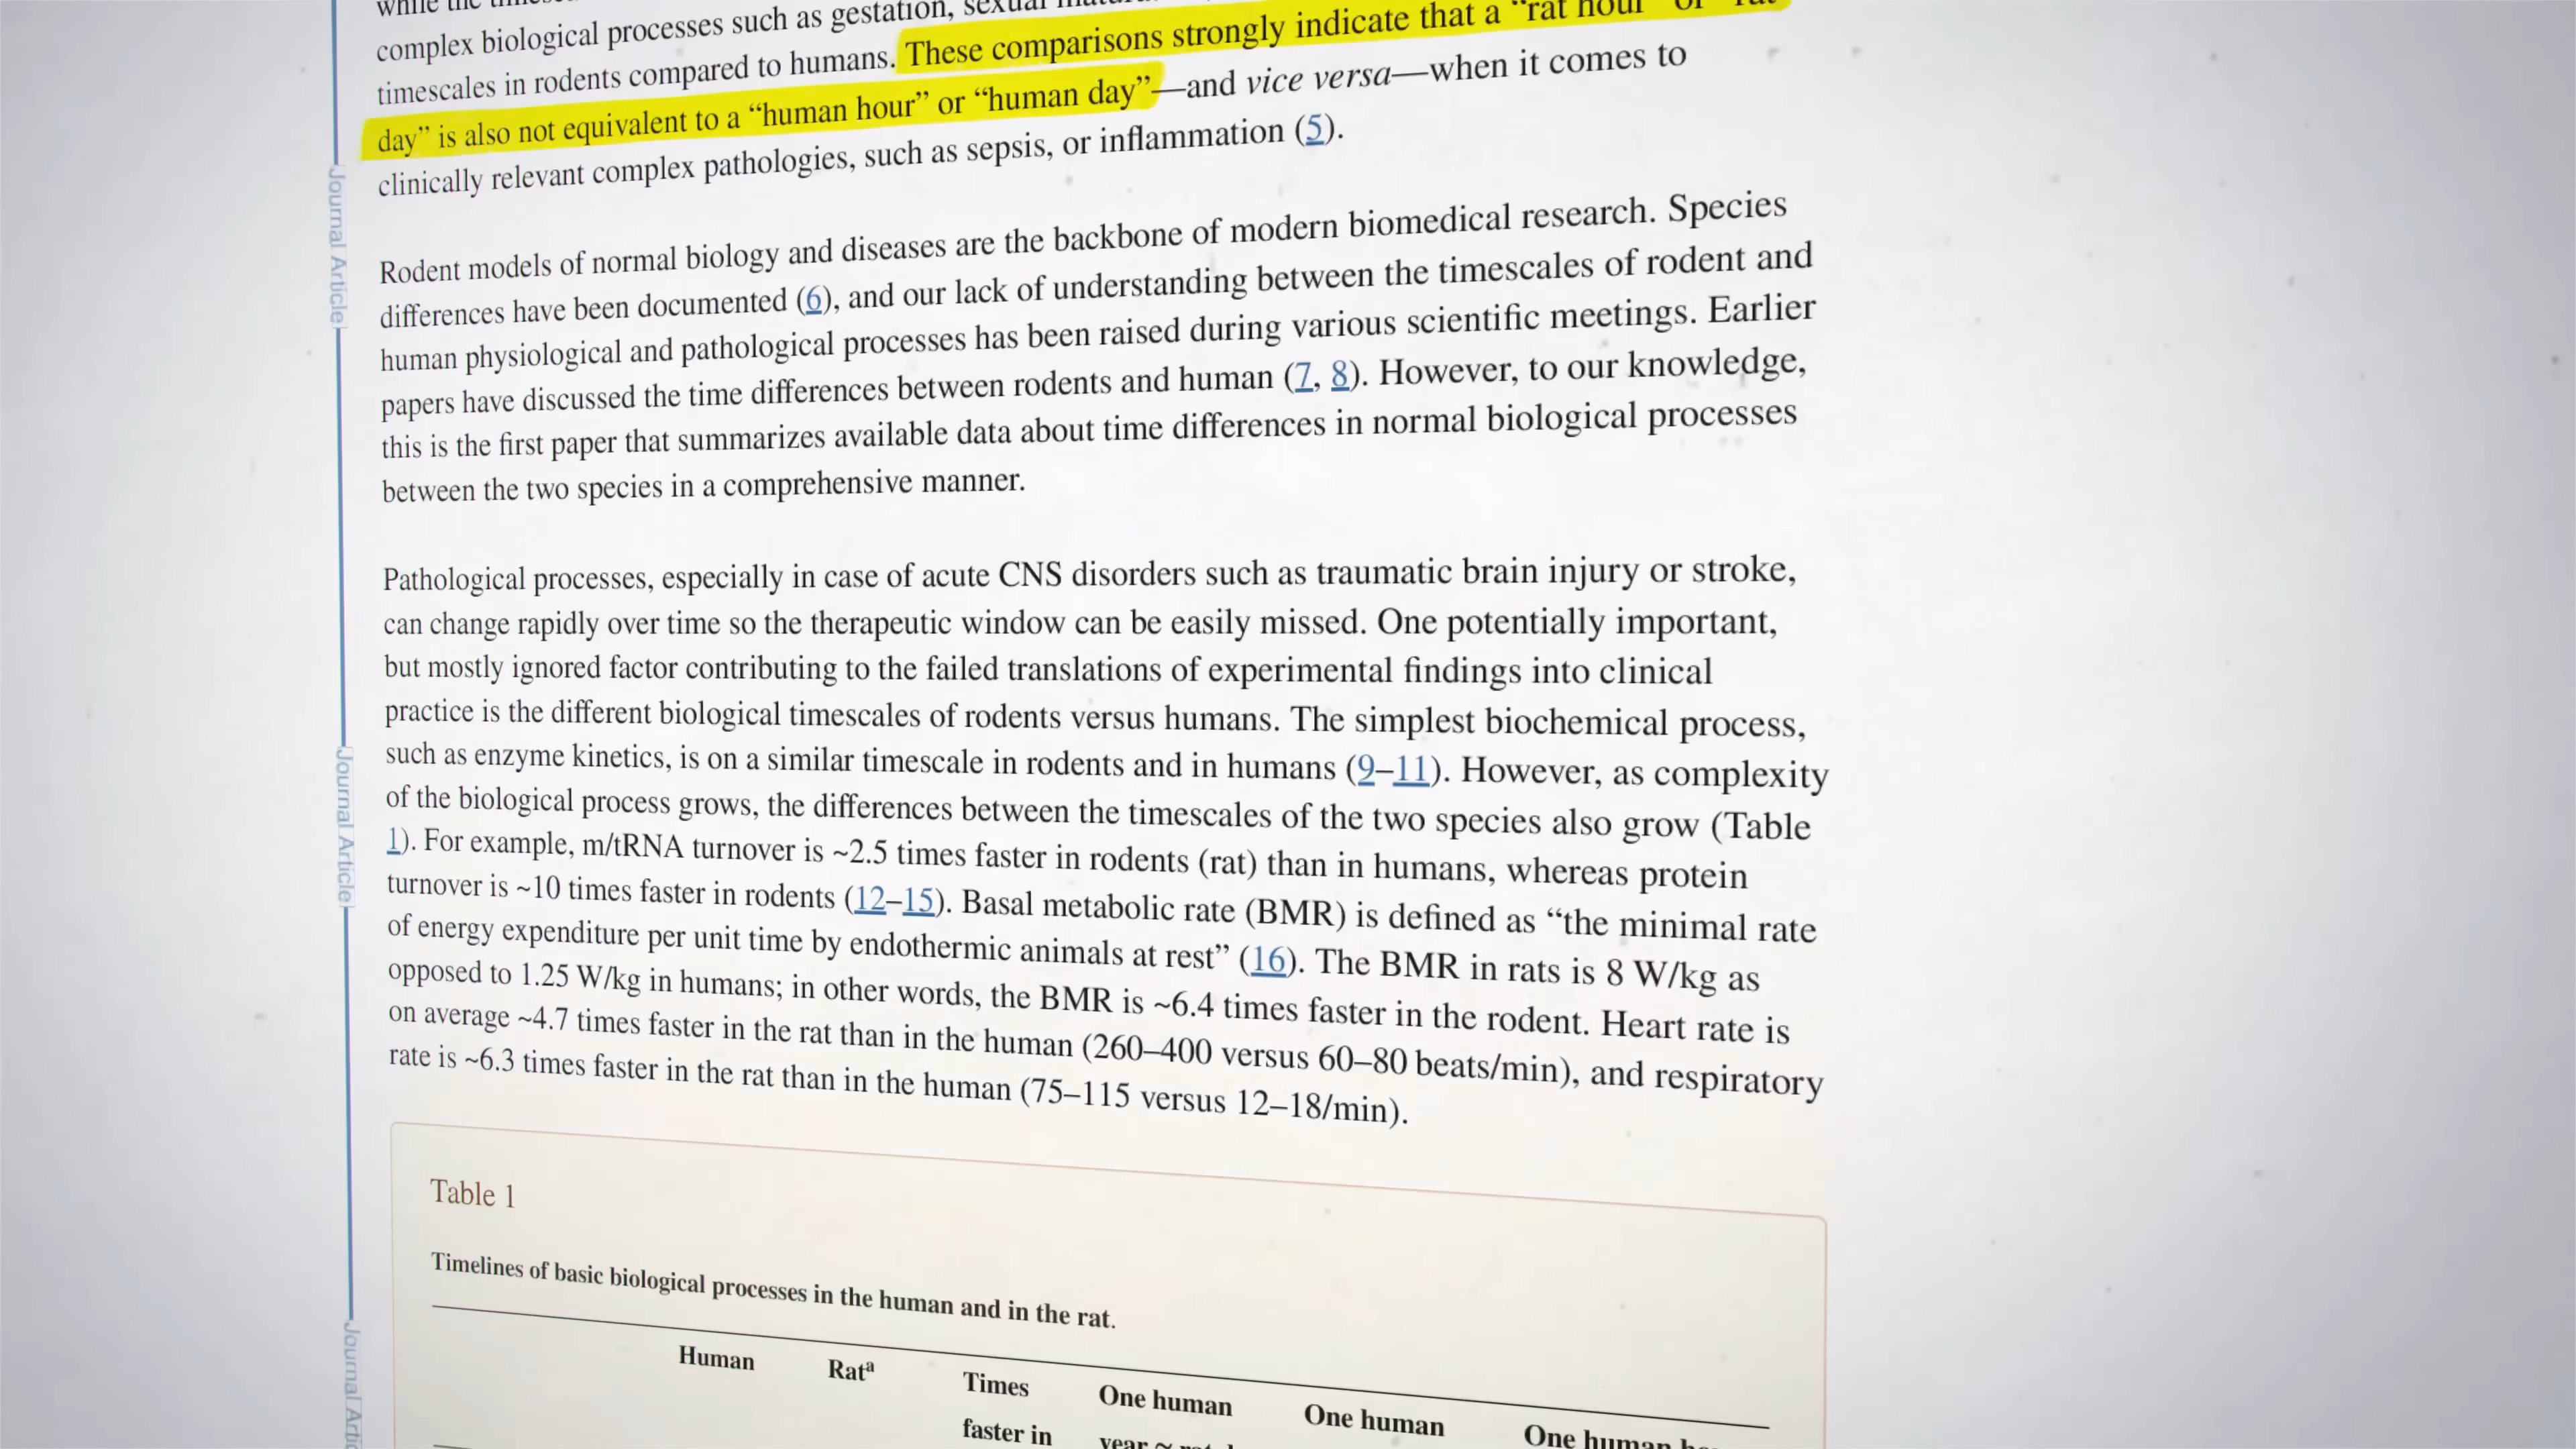 while the
complex biological processes such as gestation, sexual
timescales in rodents compared to humans. These comparisons strongly indicate that a “rat hour” or “rat
day” is also not equivalent to a “human hour” or “human day”—and vice versa—when it comes to
clinically relevant complex pathologies, such as sepsis, or inflammation (5).
Rodent models of normal biology and diseases are the backbone of modern biomedical research. Species
differences have been documented (6), and our lack of understanding between the timescales of rodent and
human physiological and pathological processes has been raised during various scientific meetings. Earlier
papers have discussed the time differences between rodents and human (7, 8). However, to our knowledge,
this is the first paper that summarizes available data about time differences in normal biological processes
between the two species in a comprehensive manner.
Pathological processes, especially in case of acute CNS disorders such as traumatic brain injury or stroke,
can change rapidly over time so the therapeutic window can be easily missed. One potentially important,
but mostly ignored factor contributing to the failed translations of experimental findings into clinical
practice is the different biological timescales of rodents versus humans. The simplest biochemical process,
such as enzyme kinetics, is on a similar timescale in rodents and in humans (9–11). However, as complexity
of the biological process grows, the differences between the timescales of the two species also grow (Table
1). For example, m/tRNA turnover is ~2.5 times faster in rodents (rat) than in humans, whereas protein
turnover is ~10 times faster in rodents (12–15). Basal metabolic rate (BMR) is defined as “the minimal rate
of energy expenditure per unit time by endothermic animals at rest” (16). The BMR in rats is 8 W/kg as
opposed to 1.25 W/kg in humans; in other words, the BMR is ~6.4 times faster in the rodent. Heart rate is
on average ~4.7 times faster in the rat than in the human (260–400 versus 60–80 beats/min), and respiratory
rate is ~6.3 times faster in the rat than in the human (75–115 versus 12–18/min).
Table 1
Timelines of basic biological processes in the human and in the rat.
Human Rata Times One human One human One human
faster in year ≈
Journal Article
Journal Article
Journal Artic